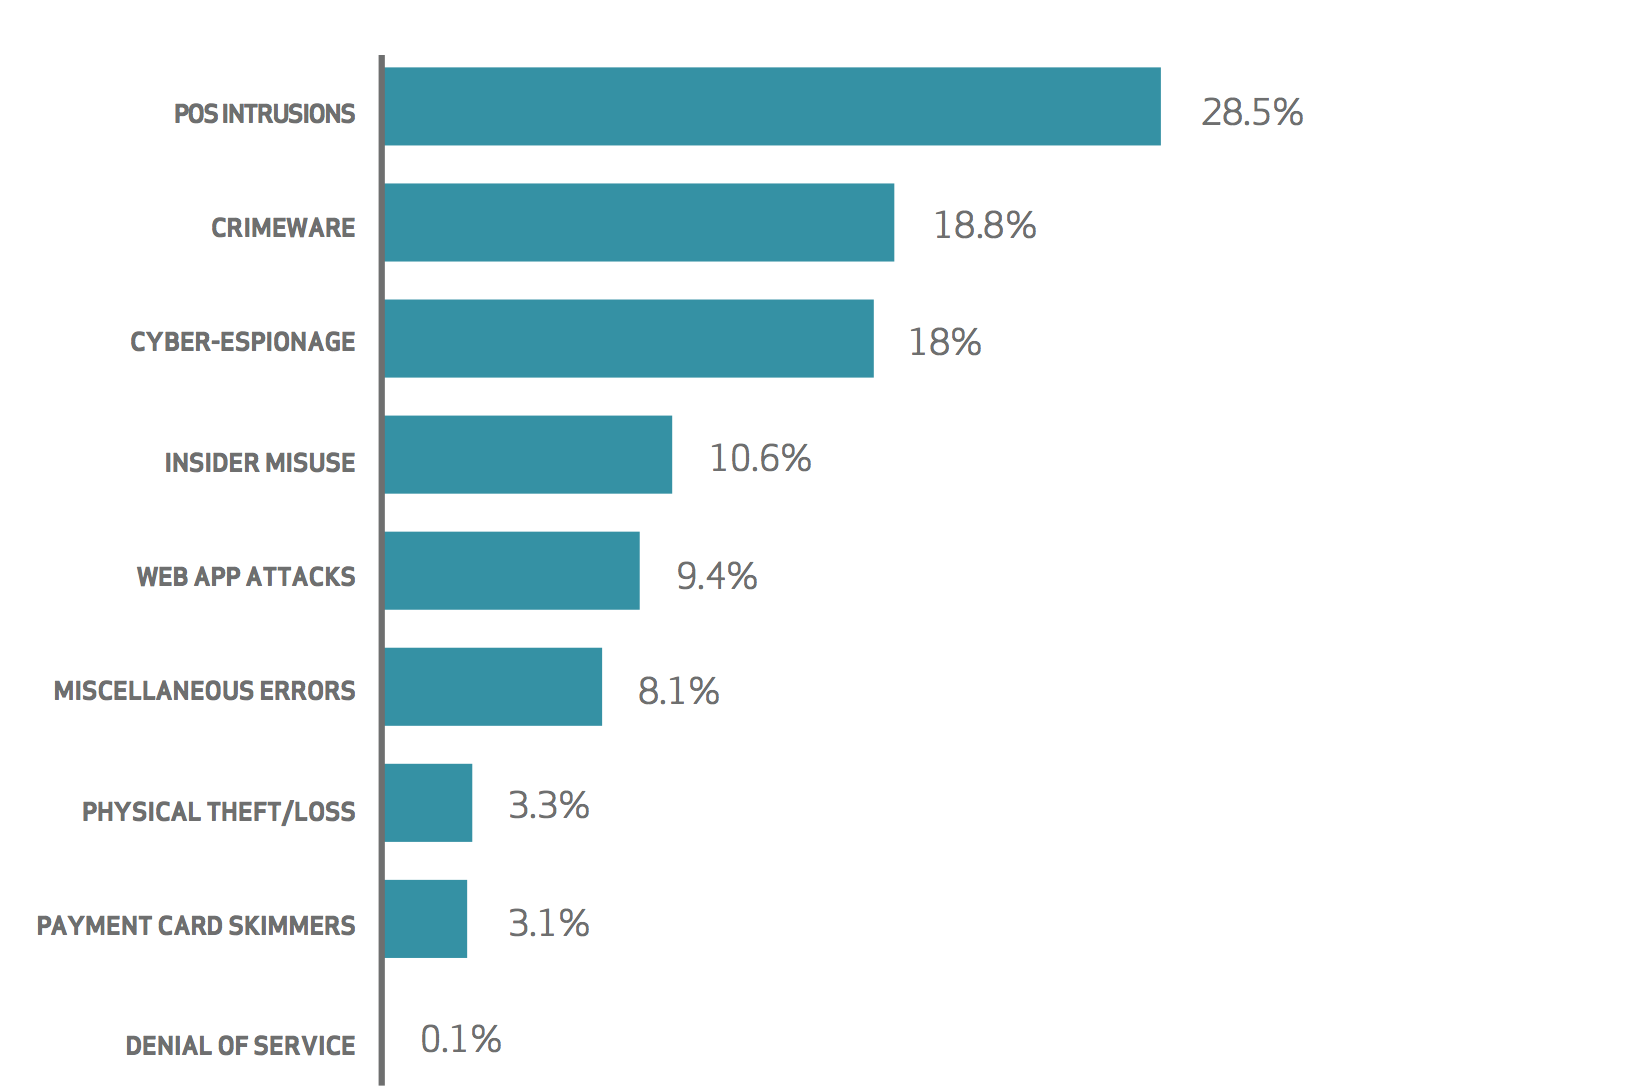 POS INTRUSIONS
28.5%
CRIMEWARE
18.8%
CYBER-ESPIONAGE
18%
INSIDER MISUSE
10.6%
WEB APP ATTACKS
9.4%
MISCELLANEOUS ERRORS
8.1%
PHYSICAL THEFT/LOSS
3.3%
PAYMENT CARD SKIMMERS
3.1%
DENIAL OF SERVICE
0.1%